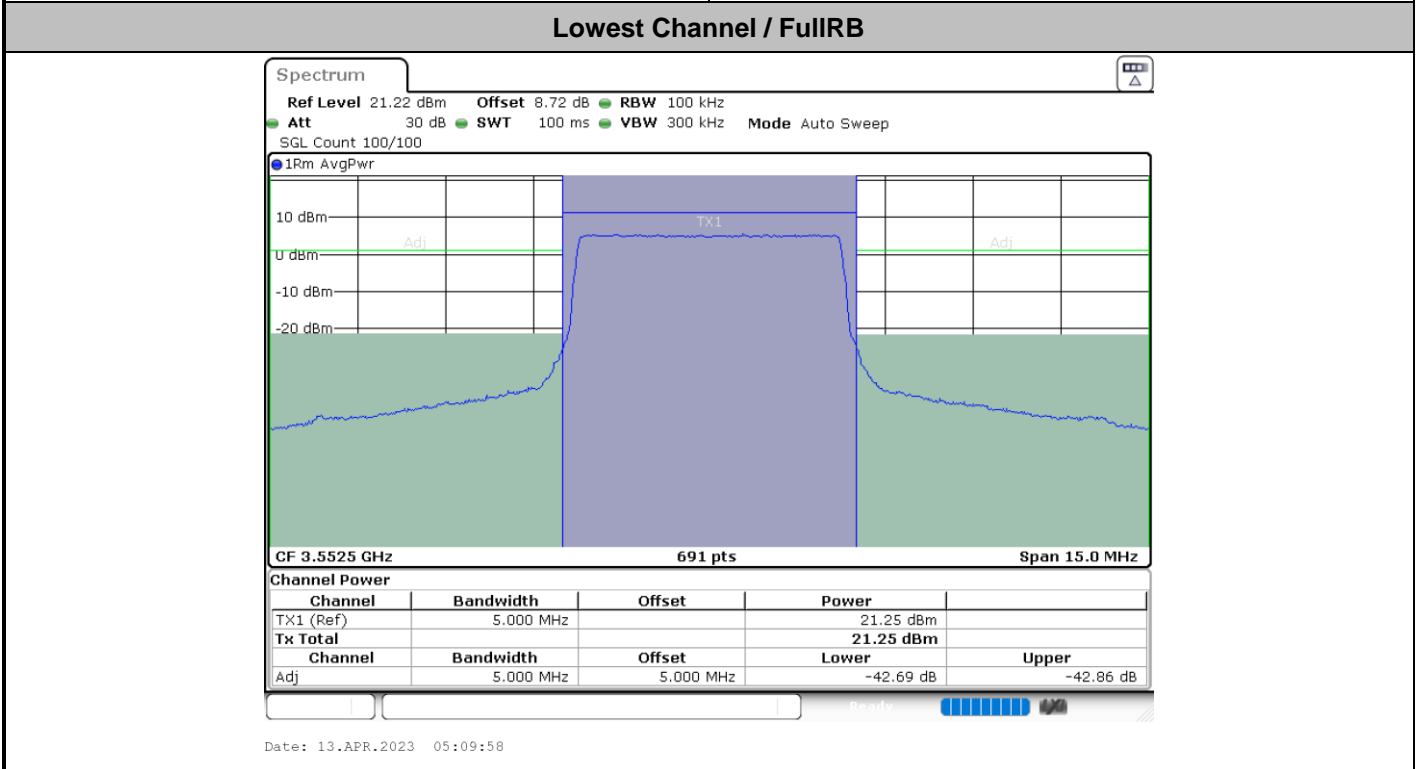 Lowest Channel / FullRB
Spectrum
Ref Level 21.22 dBm Offset 8.72 dB RBW 100 kHz
Att 30 dB SWT 100 ms VBW 300 kHz Mode Auto Sweep
SGL Count 100/100
1Rm AvgPwr
10 dBm
TX1
Adj Adj
0 dBm
-10 dBm
-20 dBm
CF 3.5525 GHz 691 pts Span 15.0 MHz
Channel Power
Channel Bandwidth Offset Power
TX1 (Ref) 5.000 MHz 21.25 dBm
Tx Total 21.25 dBm
Channel Bandwidth Offset Lower Upper
Adj 5.000 MHz 5.000 MHz -42.69 dB -42.86 dB
Ready
Date: 13.APR.2023 05:09:58